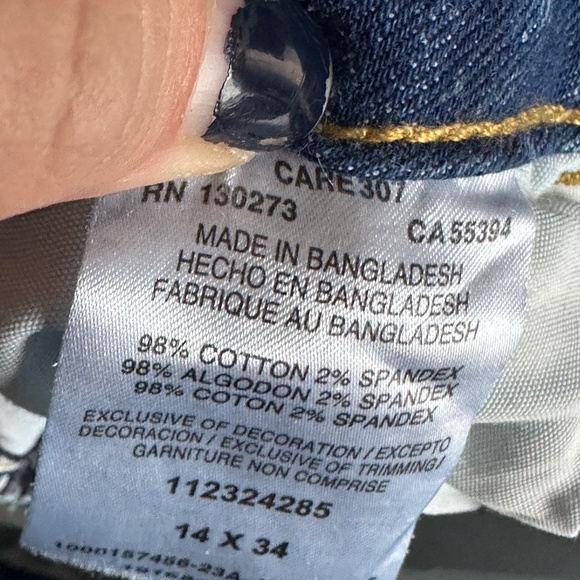 CARE 307
RN 130273 CA 55394
MADE IN BANGLADESH
HECHO EN BANGLADESH
FABRIQUE AU BANGLADESH
98% COTTON 2% SPANDEX
98% ALGODON 2% SPANDEX
98% COTON 2% SPANDEX
EXCLUSIVE OF DECORATION / EXCEPTO
DECORACION / EXCLUSIVE OF TRIMMING /
GARNITURE NON COMPRISE
112324285
14 X 34
1000157456-23A